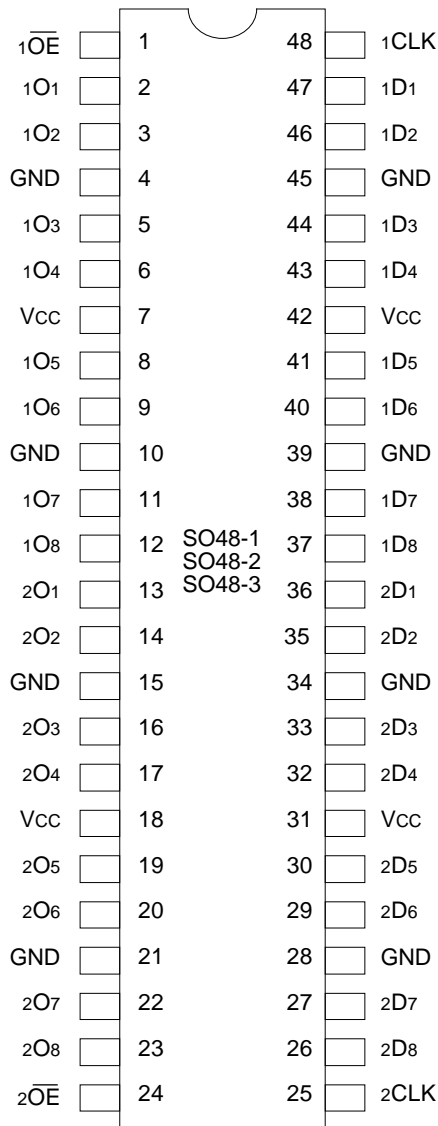 1O̅E̅ 1 48 1CLK
1O1 2 47 1D1
1O2 3 46 1D2
GND 4 45 GND
1O3 5 44 1D3
1O4 6 43 1D4
VCC 7 42 VCC
1O5 8 41 1D5
1O6 9 40 1D6
GND 10 39 GND
1O7 11 38 1D7
1O8 12 SO48-1 37 1D8
SO48-2
2O1 13 SO48-3 36 2D1
2O2 14 35 2D2
GND 15 34 GND
2O3 16 33 2D3
2O4 17 32 2D4
VCC 18 31 VCC
2O5 19 30 2D5
2O6 20 29 2D6
GND 21 28 GND
2O7 22 27 2D7
2O8 23 26 2D8
2O̅E̅ 24 25 2CLK